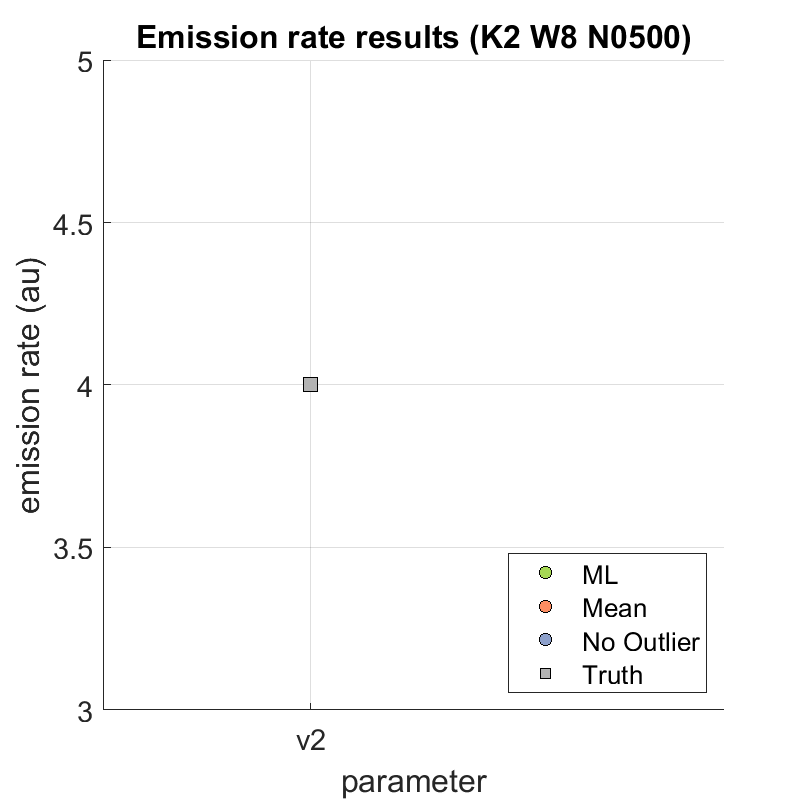 Emission rate results (K2 W8 N0500)
5
4.5
4
3.5
3
emission rate (au)
ML
Mean
No Outlier
Truth
v2
parameter